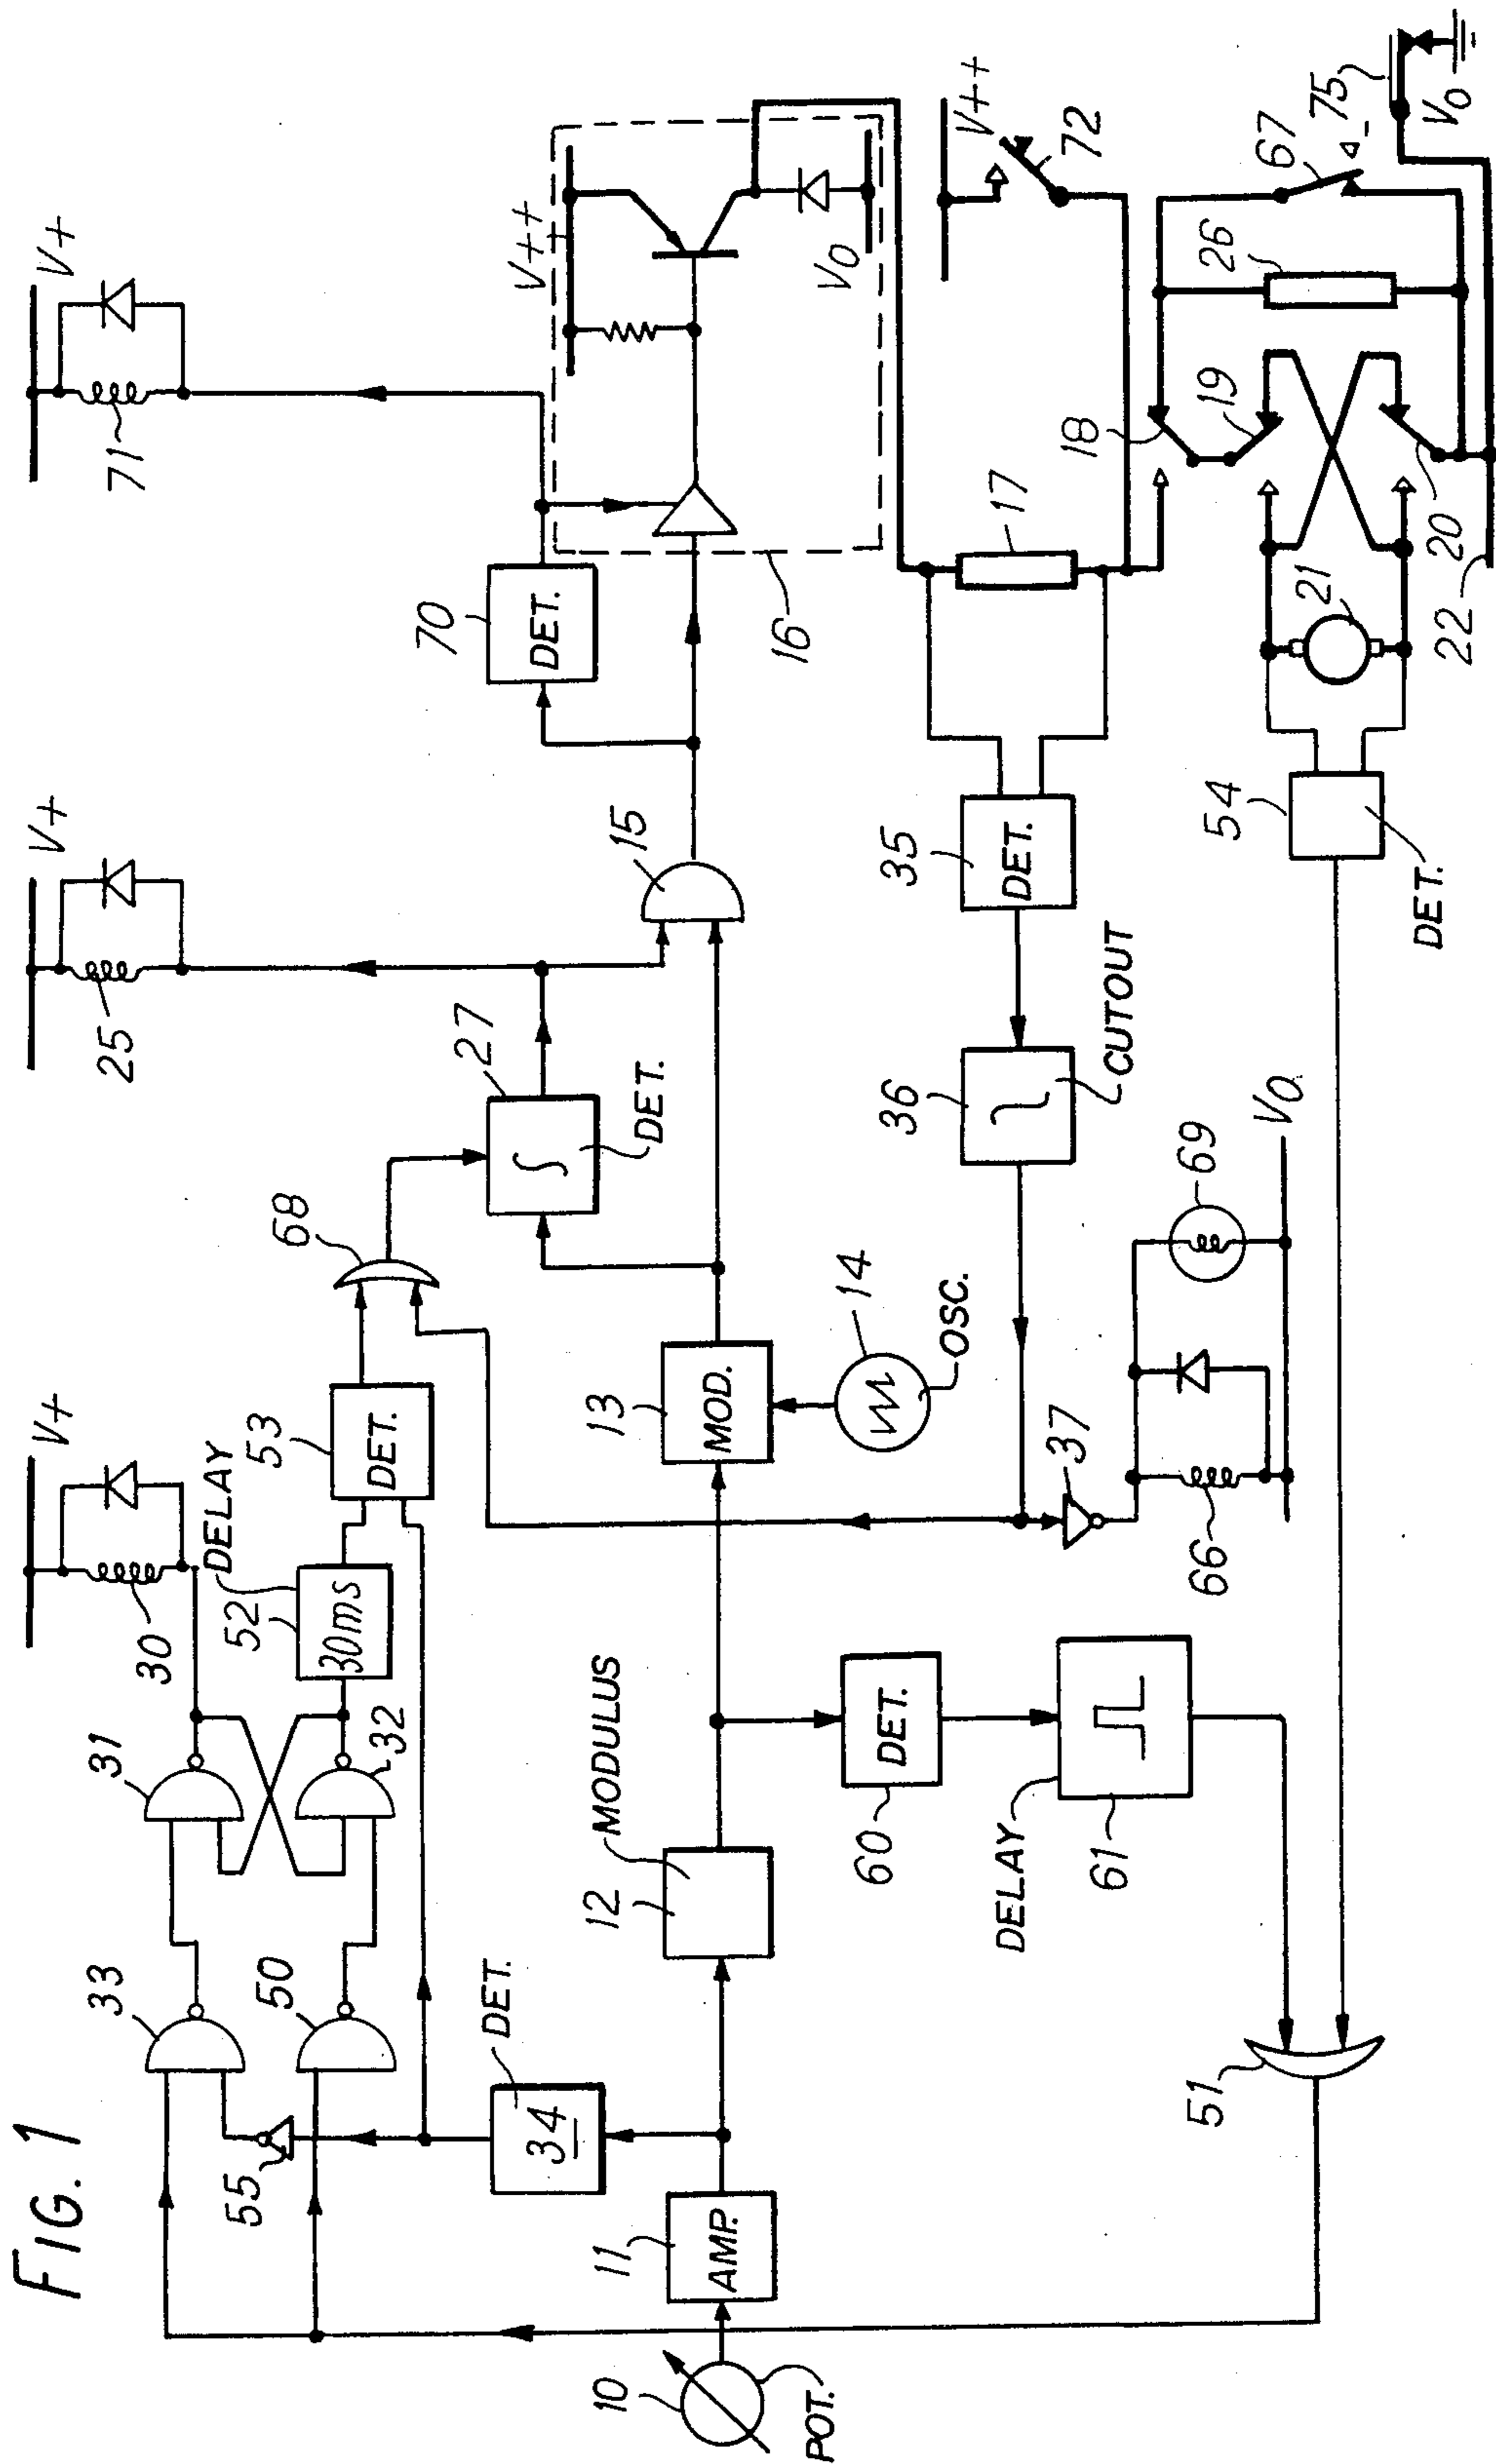 FIG. 1
10
POT.
11
AMP.
DET.
34
55
33
50
31
32
30
V+
DELAY
52
30ms
53
DET.
68
12
MODULUS
60
DET.
DELAY
61
51
13
MOD.
14
OSC.
27
DET.
25
V+
15
70
DET.
71
V+
16
V++
V0
17
35
DET.
36
CUTOUT
37
66
69
V0
V++
72
18
19
20
21
22
26
67
75
V0
54
DET.